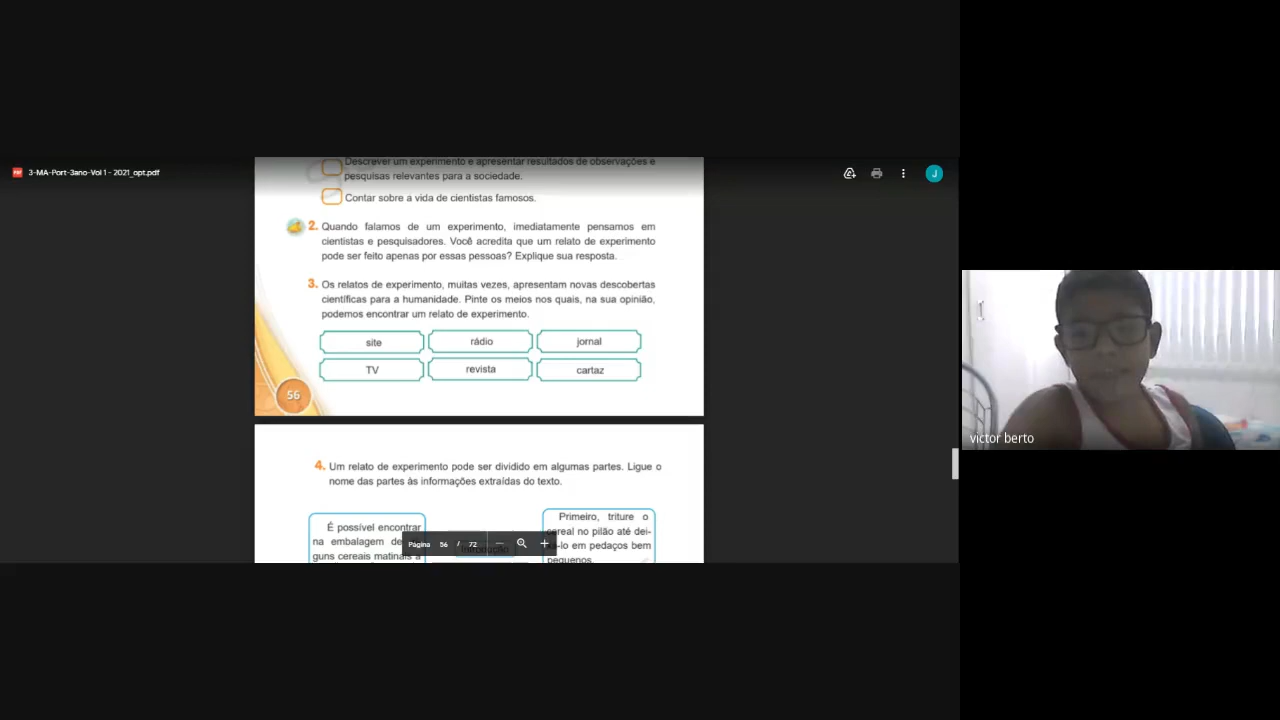 3-MA-Port-3ano-Vol 1 - 2021_opt.pdf
J
Descrever um experimento e apresentar resultados de observações e
pesquisas relevantes para a sociedade.
Contar sobre a vida de cientistas famosos.
2. Quando falamos de um experimento, imediatamente pensamos em
cientistas e pesquisadores. Você acredita que um relato de experimento
pode ser feito apenas por essas pessoas? Explique sua resposta.
3. Os relatos de experimento, muitas vezes, apresentam novas descobertas
científicas para a humanidade. Pinte os meios nos quais, na sua opinião,
podemos encontrar um relato de experimento.
site rádio jornal
TV revista cartaz
56
4. Um relato de experimento pode ser dividido em algumas partes. Ligue o
nome das partes às informações extraídas do texto.
É possível encontrar
na embalagem de
guns cereais matinais a
Introdução
Primeiro, triture o
cereal no pilão até dei-
-lo em pedaços bem
pequenos.
Página 56 / 72
victor berto